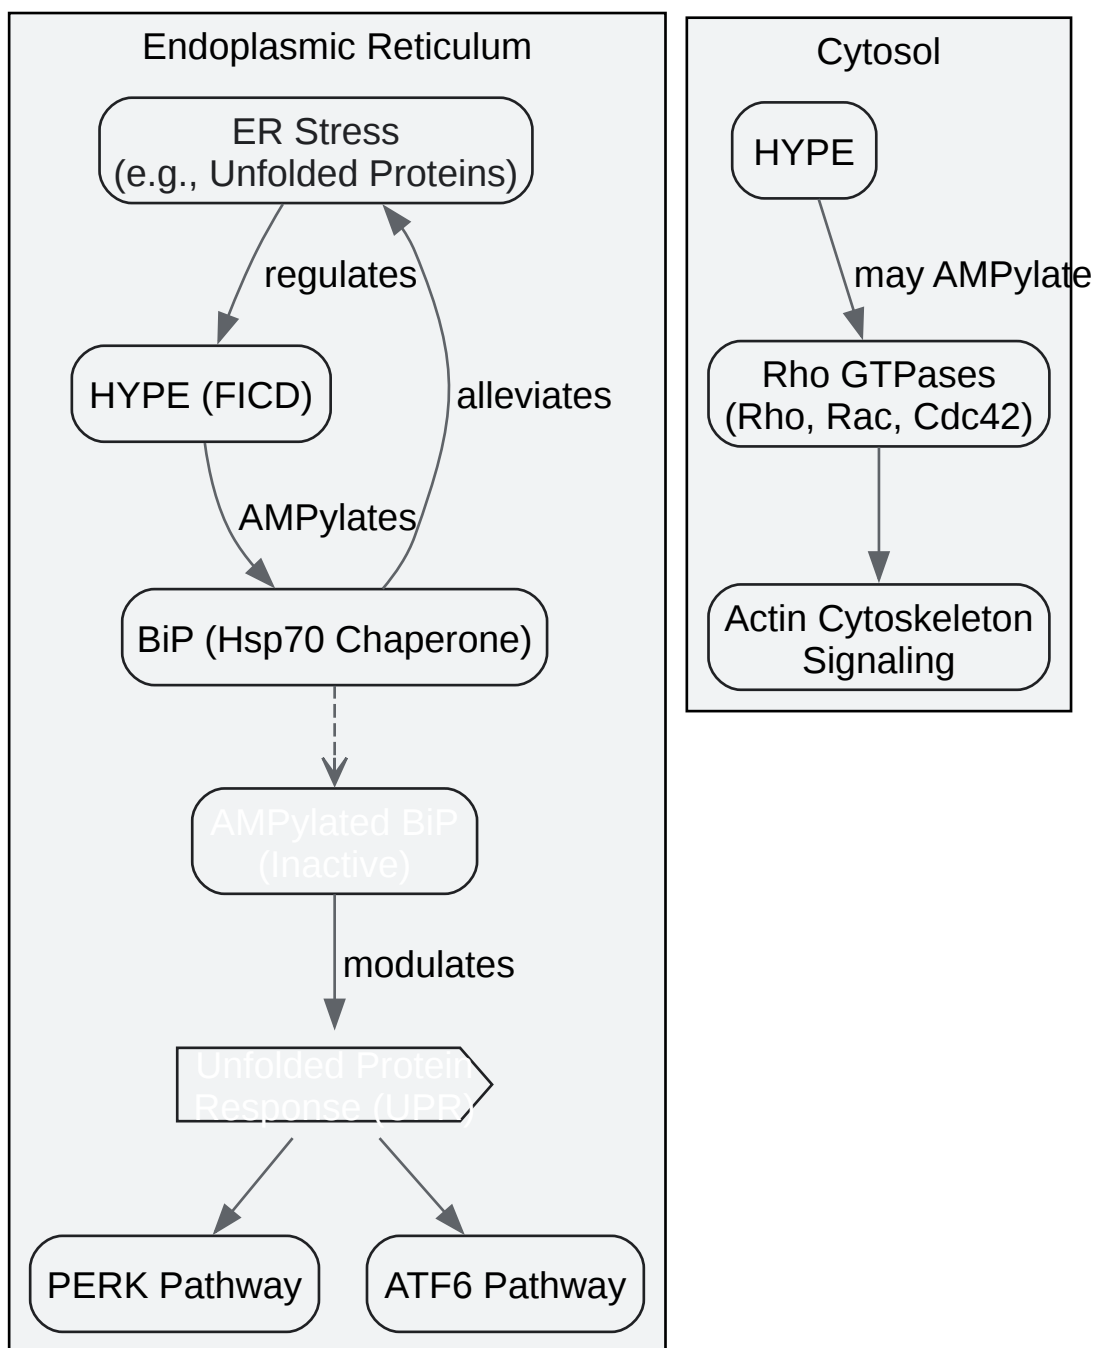 Endoplasmic Reticulum
ER Stress
(e.g., Unfolded Proteins)
regulates
HYPE (FICD)
alleviates
AMPylates
BiP (Hsp70 Chaperone)
AMPylated BiP
(Inactive)
modulates
Unfolded Protein
Response (UPR)
PERK Pathway
ATF6 Pathway
Cytosol
HYPE
may AMPylate
Rho GTPases
(Rho, Rac, Cdc42)
Actin Cytoskeleton
Signaling